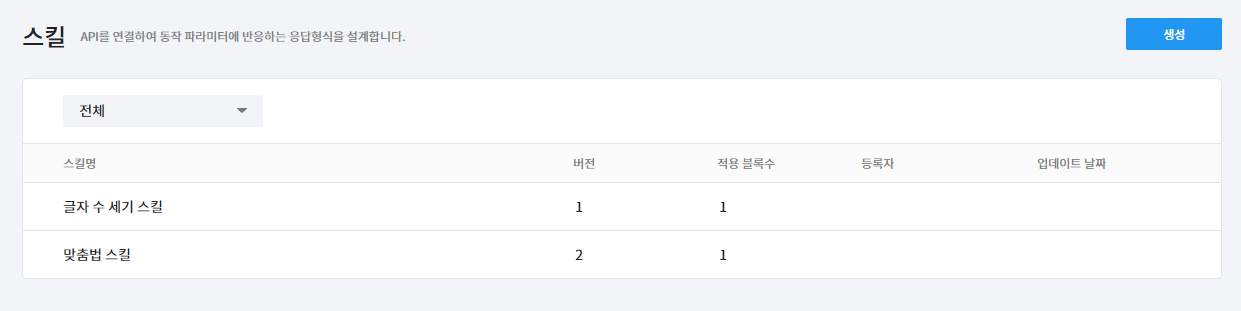 스킬 API를 연결하여 동작 파라미터에 반응하는 응답형식을 설계합니다. 생성
전체
스킬명 버전 적용 블록수 등록자 업데이트 날짜
글자 수 세기 스킬 1 1
맞춤법 스킬 2 1